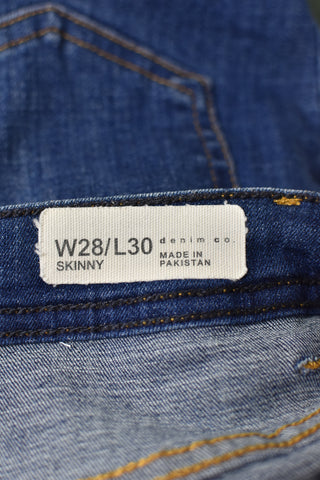 W28/L30
SKINNY
denim co.
MADE IN
PAKISTAN